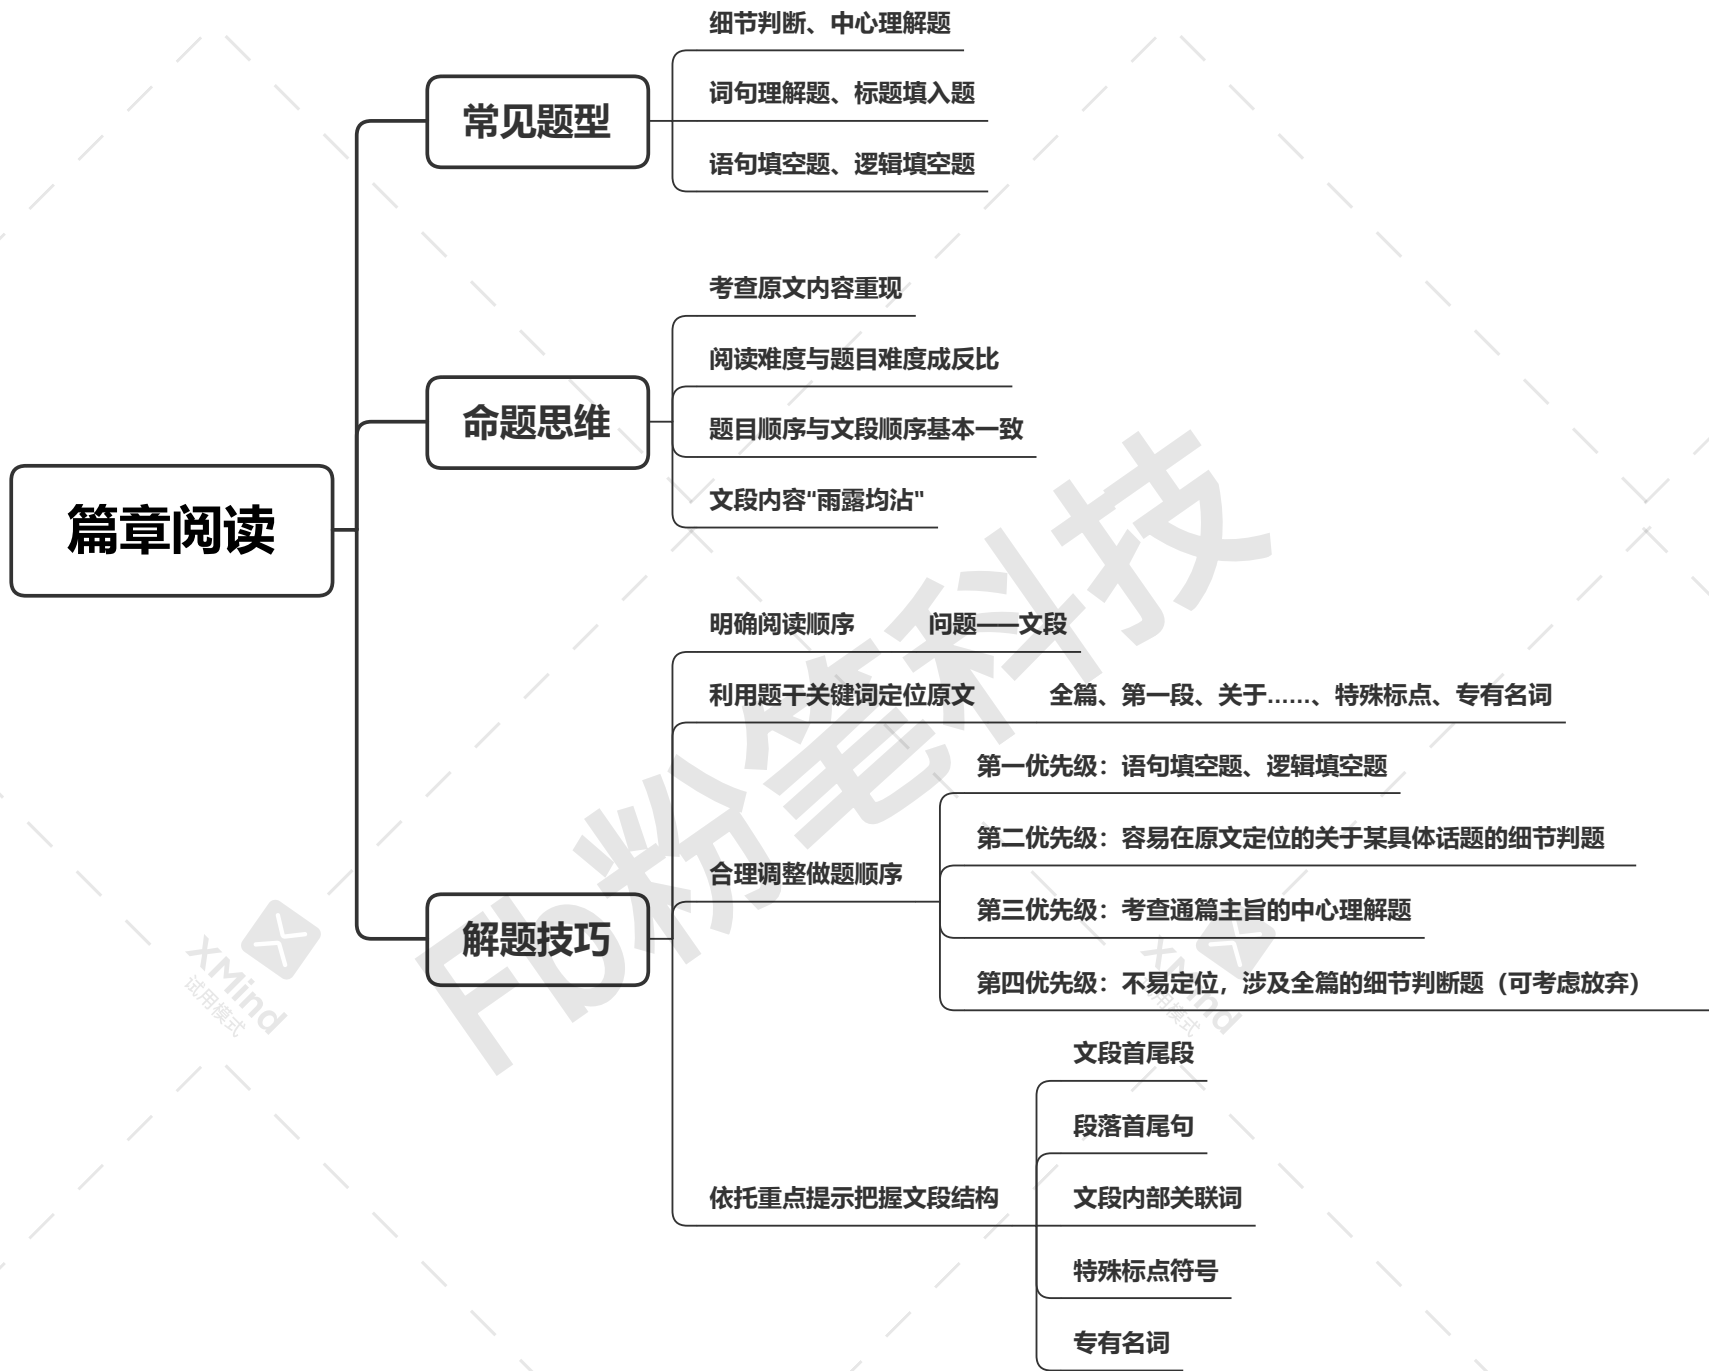 篇章阅读
常见题型
细节判断、中心理解题
词句理解题、标题填入题
语句填空题、逻辑填空题
命题思维
考查原文内容重现
阅读难度与题目难度成反比
题目顺序与文段顺序基本一致
文段内容“雨露均沾"
解题技巧
明确阅读顺序 问题——文段
利用题干关键词定位原文 全篇、第一段、关于……、特殊标点、专有名词
合理调整做题顺序
第一优先级：语句填空题、逻辑填空题
第二优先级：容易在原文定位的关于某具体话题的细节判题
第三优先级：考查通篇主旨的中心理解题
第四优先级：不易定位，涉及全篇的细节判断题（可考虑放弃）
依托重点提示把握文段结构
文段首尾段
段落首尾句
文段内部关联词
特殊标点符号
专有名词
Fb粉笔科技
XMind
试用模式
XMind
试用模式